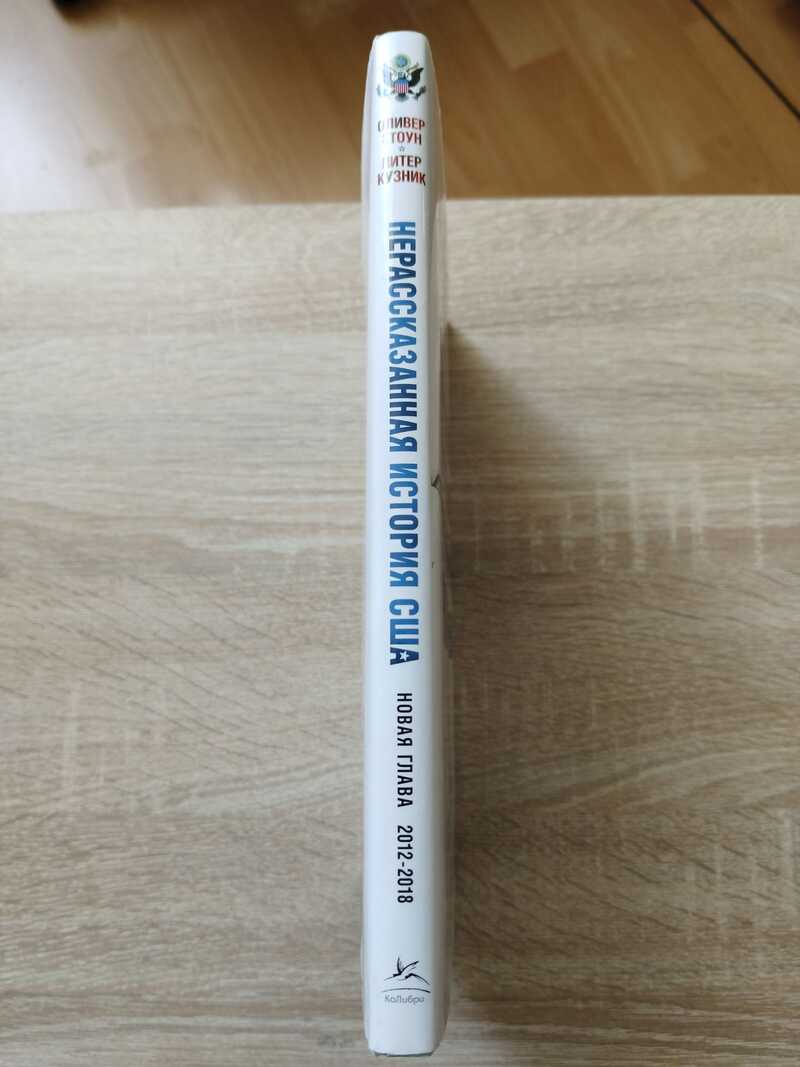 ОЛИВЕР
СТОУН
ПИТЕР
КУЗНИК
НЕРАССКАЗАННАЯ ИСТОРИЯ США
НОВАЯ ГЛАВА 2012-2018
КоЛибри